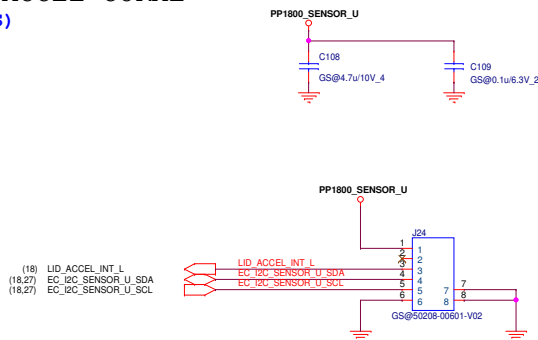 PP1800_SENSOR_U
C108
GS@4.7u/10V_4
C109
GS@0.1u/6.3V_2
PP1800_SENSOR_U
J24
1 1
2 2
(18) LID_ACCEL_INT_L LID_ACCEL_INT_L 3 3
(18,27) EC_I2C_SENSOR_U_SDA EC_I2C_SENSOR_U_SDA 4 4
(18,27) EC_I2C_SENSOR_U_SCL EC_I2C_SENSOR_U_SCL 5 5 7 7
6 6 8 8
GS@50208-00601-V02